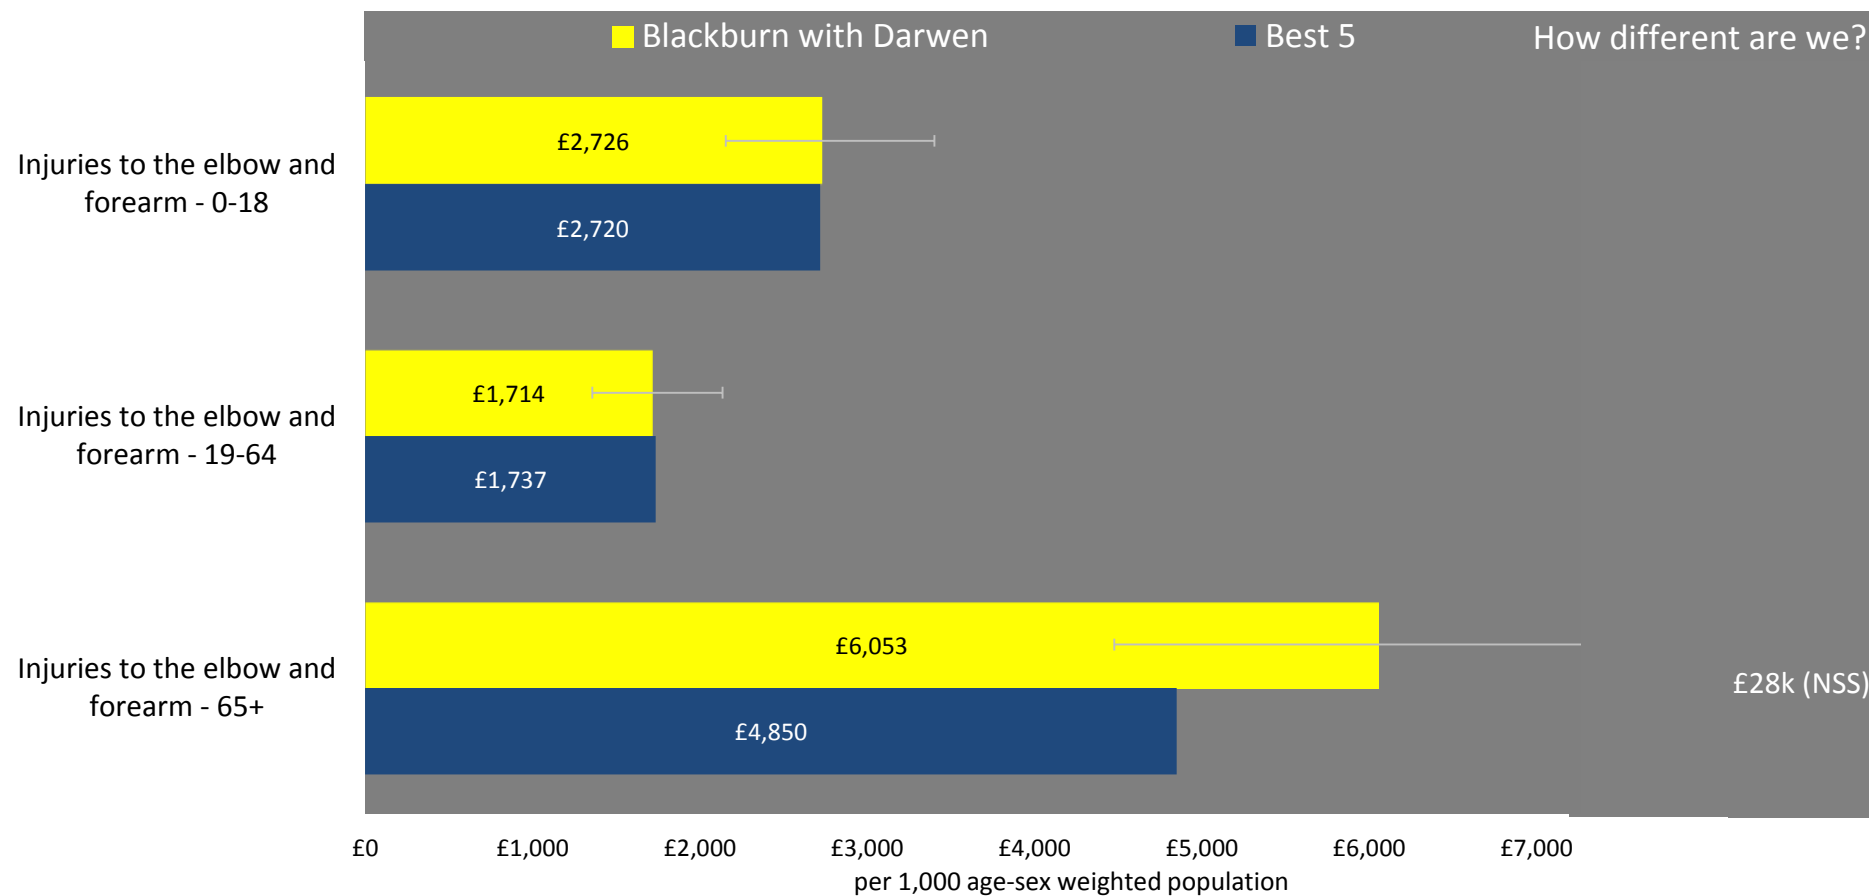 Blackburn with Darwen
Best 5
How different are we?
Injuries to the elbow and
forearm - 0-18
£2,726
£2,720
Injuries to the elbow and
forearm - 19-64
£1,714
£1,737
Injuries to the elbow and
forearm - 65+
£6,053
£4,850
£28k (NSS)
£0 £1,000 £2,000 £3,000 £4,000 £5,000 £6,000 £7,000
per 1,000 age-sex weighted population